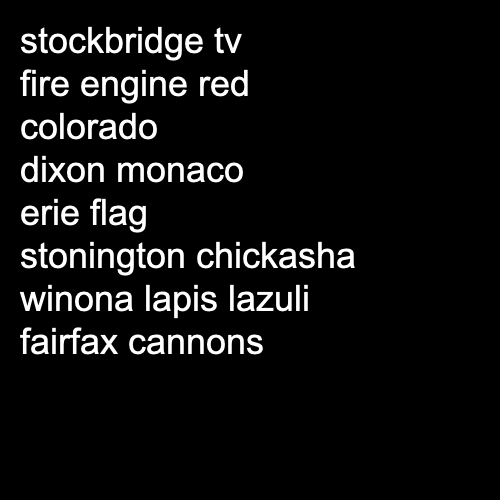 stockbridge tv
fire engine red
colorado
dixon monaco
erie flag
stonington chickasha
winona lapis lazuli
fairfax cannons